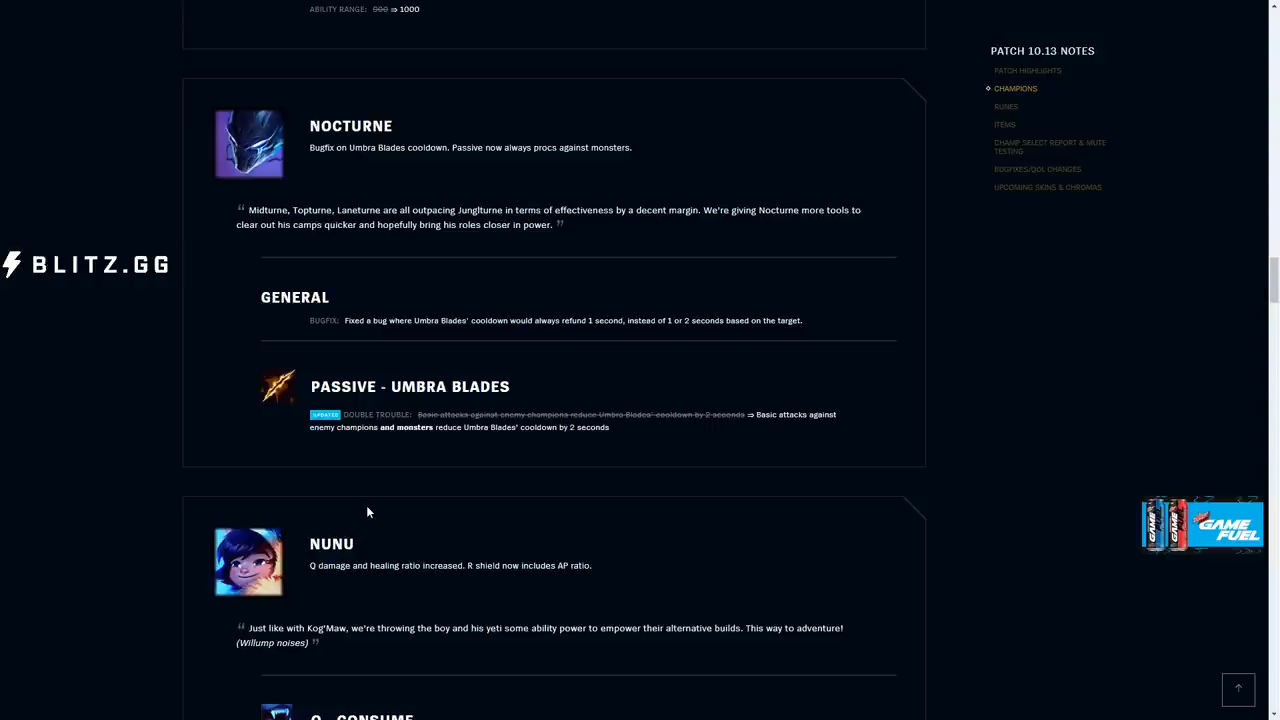 ABILITY RANGE: 900 ⇒ 1000
PATCH 10.13 NOTES
PATCH HIGHLIGHTS
CHAMPIONS
RUNES
ITEMS
CHAMP SELECT REPORT & MUTE
TESTING
BUGFIXES/QOL CHANGES
UPCOMING SKINS & CHROMAS
NOCTURNE
Bugfix on Umbra Blades cooldown. Passive now always procs against monsters.
“ Midturne, Topturne, Laneturne are all outpacing Junglturne in terms of effectiveness by a decent margin. We're giving Nocturne more tools to
clear out his camps quicker and hopefully bring his roles closer in power. ”
BLITZ.GG
GENERAL
BUGFIX: Fixed a bug where Umbra Blades' cooldown would always refund 1 second, instead of 1 or 2 seconds based on the target.
PASSIVE - UMBRA BLADES
UPDATED DOUBLE TROUBLE: Basic attacks against enemy champions reduce Umbra Blades' cooldown by 2 seconds ⇒ Basic attacks against
enemy champions and monsters reduce Umbra Blades' cooldown by 2 seconds
GAME FUEL
NUNU
Q damage and healing ratio increased. R shield now includes AP ratio.
“ Just like with Kog'Maw, we're throwing the boy and his yeti some ability power to empower their alternative builds. This way to adventure!
(Willump noises) ”
Q - CONSUME